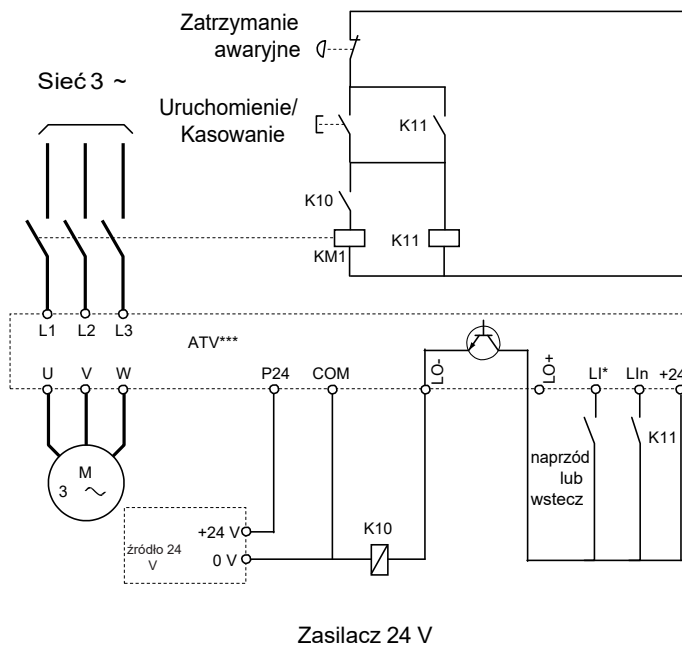 Zatrzymanie
awaryjne
Sieć 3 ~
Uruchomienie/
Kasowanie
K11
K10
KM1
K11
L1 L2 L3
ATV***
U V W
P24 COM LO- LO+ LI* LIn +24
K11
naprzód
lub
wstecz
M
3
źródło 24
V
+24 V
0 V
K10
Zasilacz 24 V